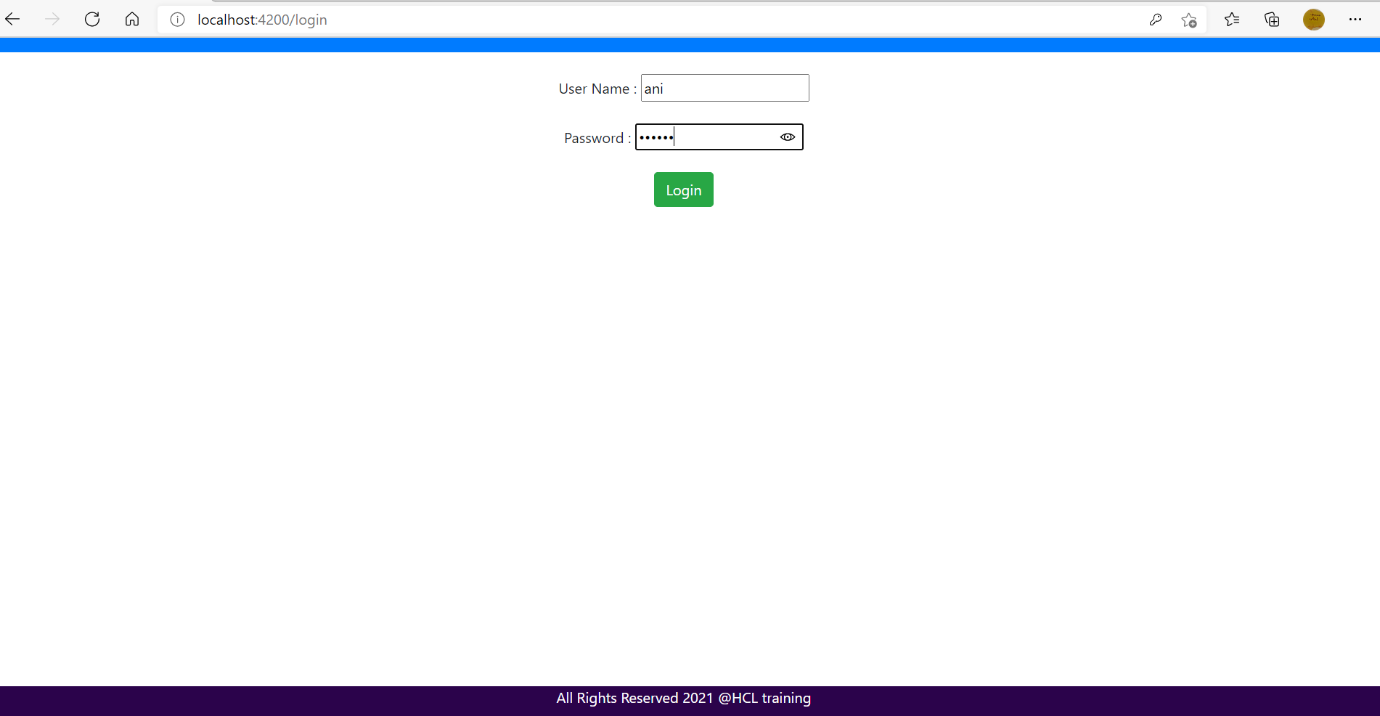 localhost:4200/login
User Name : ani
Password : ••••••
Login
All Rights Reserved 2021 @HCL training